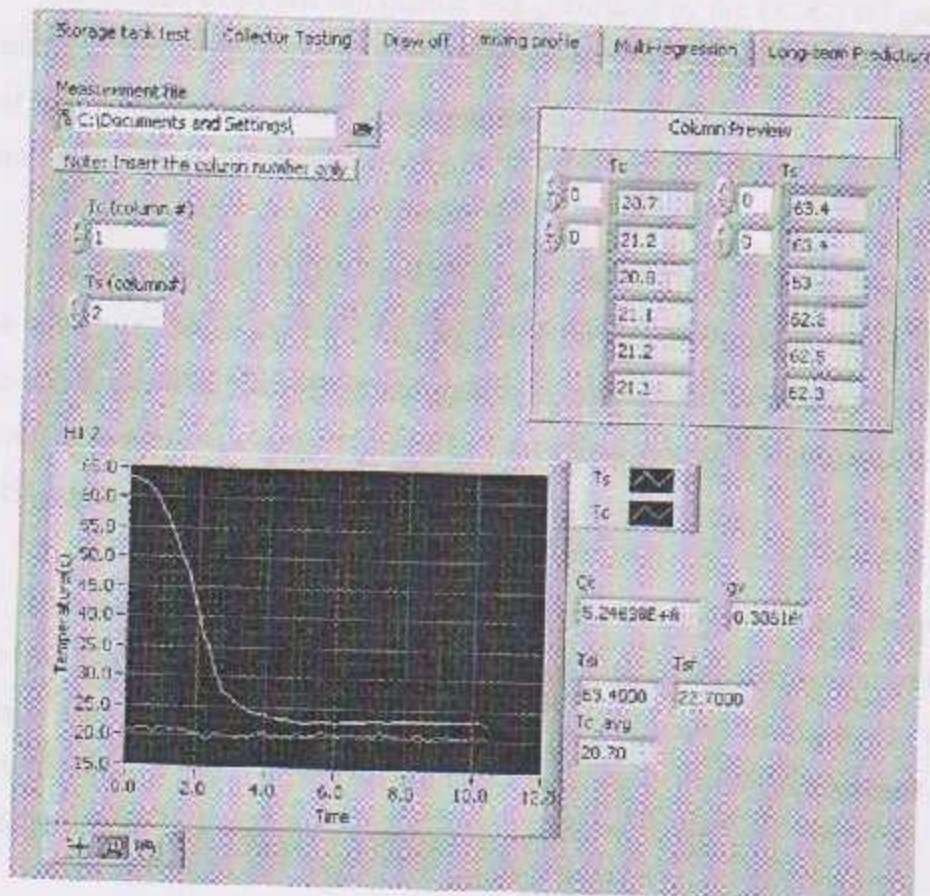 Storage tank test Collector Testing Draw off mixing profile Multi-regression Long-term Prediction
Measurement file
C:\Documents and Settings\
Note: Insert the column number only
Tc (column #)
1
Ts (column#)
2
Column Preview
Tc Ts
0 20.7 0 63.4
0 21.2 0 63.4
20.8 63
21.1 62.8
21.2 62.5
21.1 62.3
65.0
60.0
55.0
50.0
45.0
40.0
35.0
30.0
25.0
20.0
15.0
Temperature
0.0 2.0 4.0 6.0 8.0 10.0 12.0
Time
Ts
Tc
Tsi Tsf
63.4000 22.7000
Tc_avg
20.70